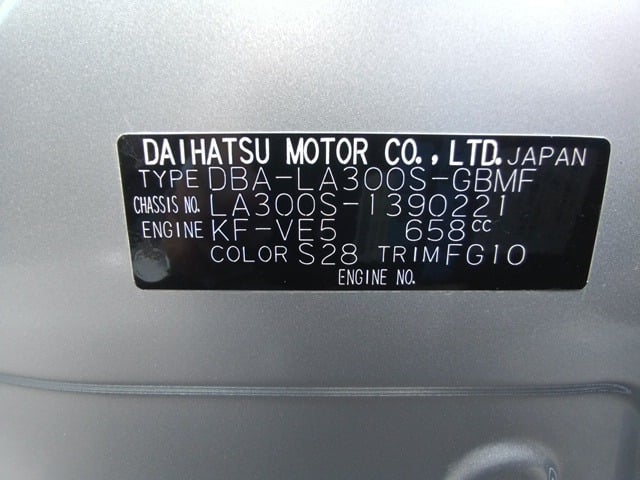 DAIHATSU MOTOR CO., LTD. JAPAN
TYPE DBA-LA300S-GBMF
CHASSIS NO. LA300S-1390221
ENGINE KF-VE5 658cc
COLOR S28 TRIM FG10
ENGINE NO.